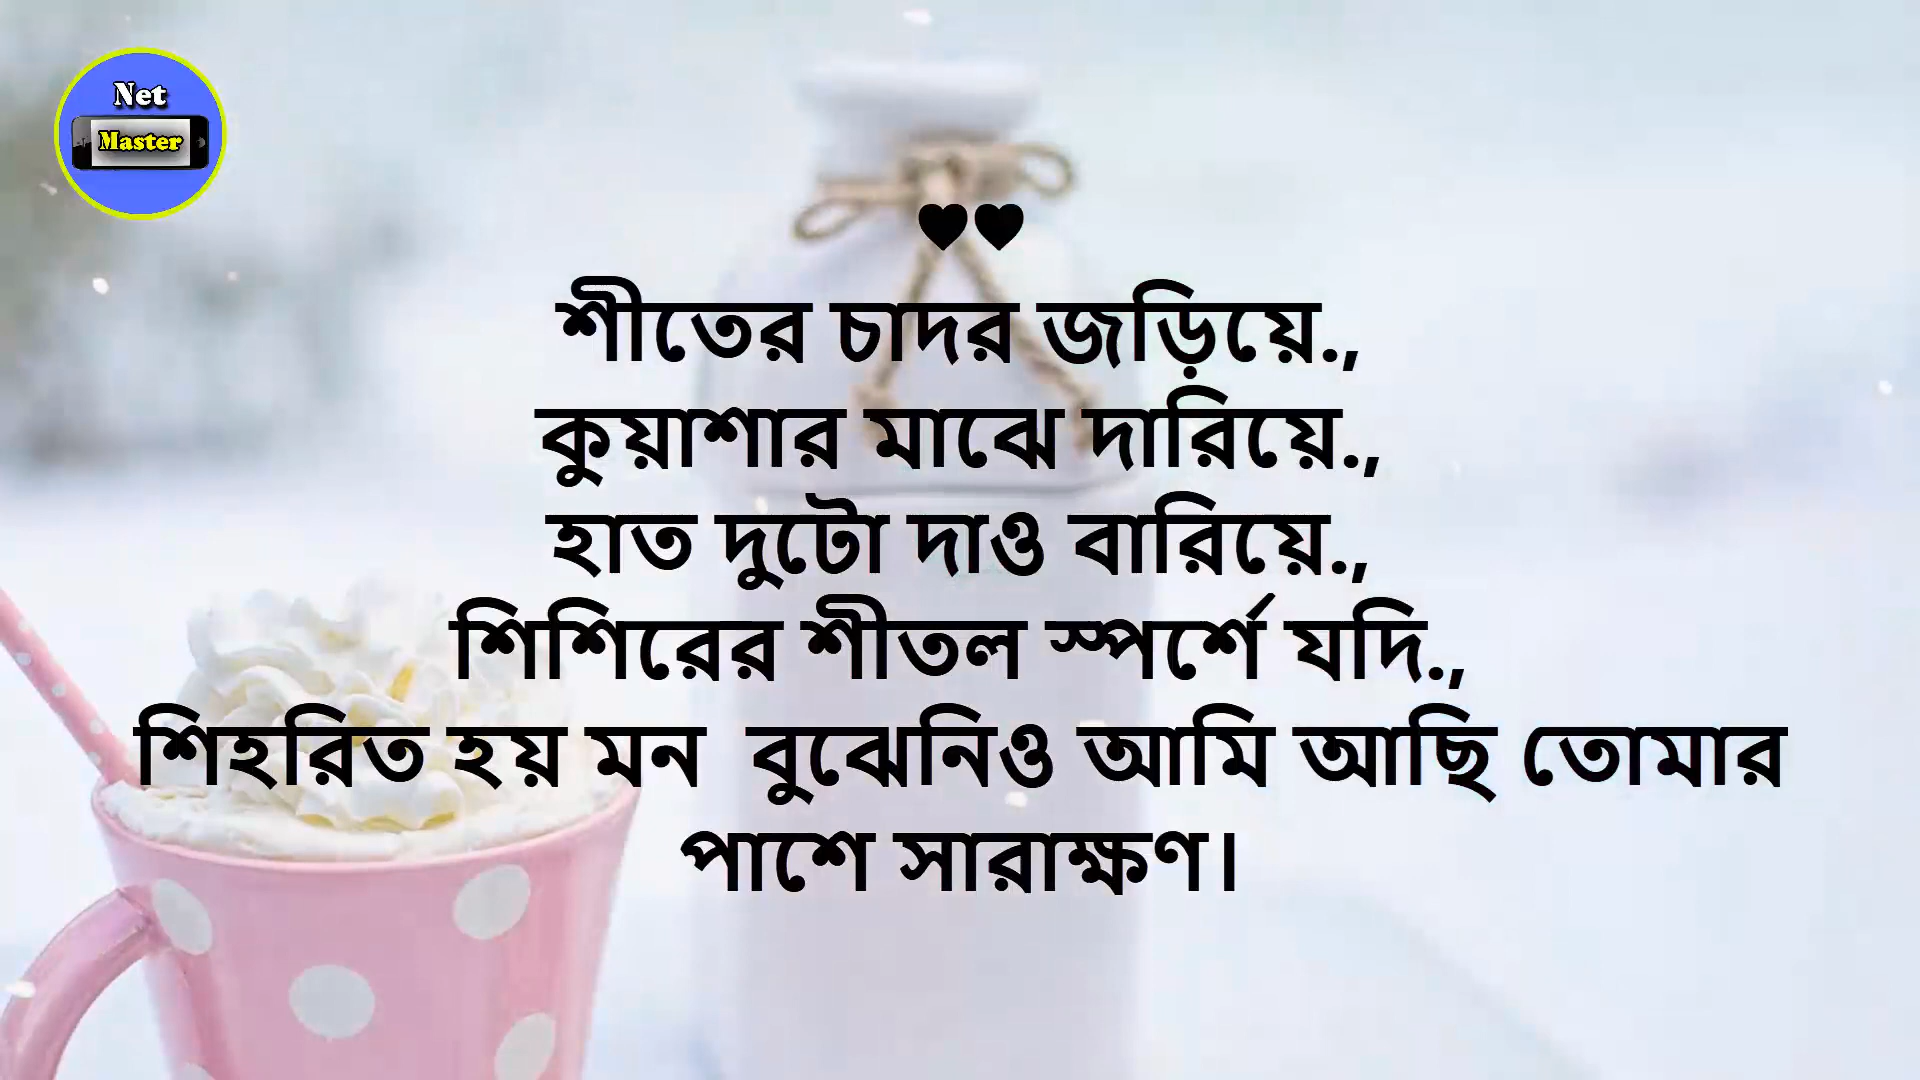 Net
Master
♥♥
শীতের চাদর জড়িয়ে.,
কুয়াশার মাঝে দারিয়ে.,
হাত দুটো দাও বারিয়ে.,
শিশিরের শীতল স্পর্শে যদি.,
শিহরিত হয় মন  বুঝেনিও আমি আছি তোমার
পাশে সারাক্ষণ।